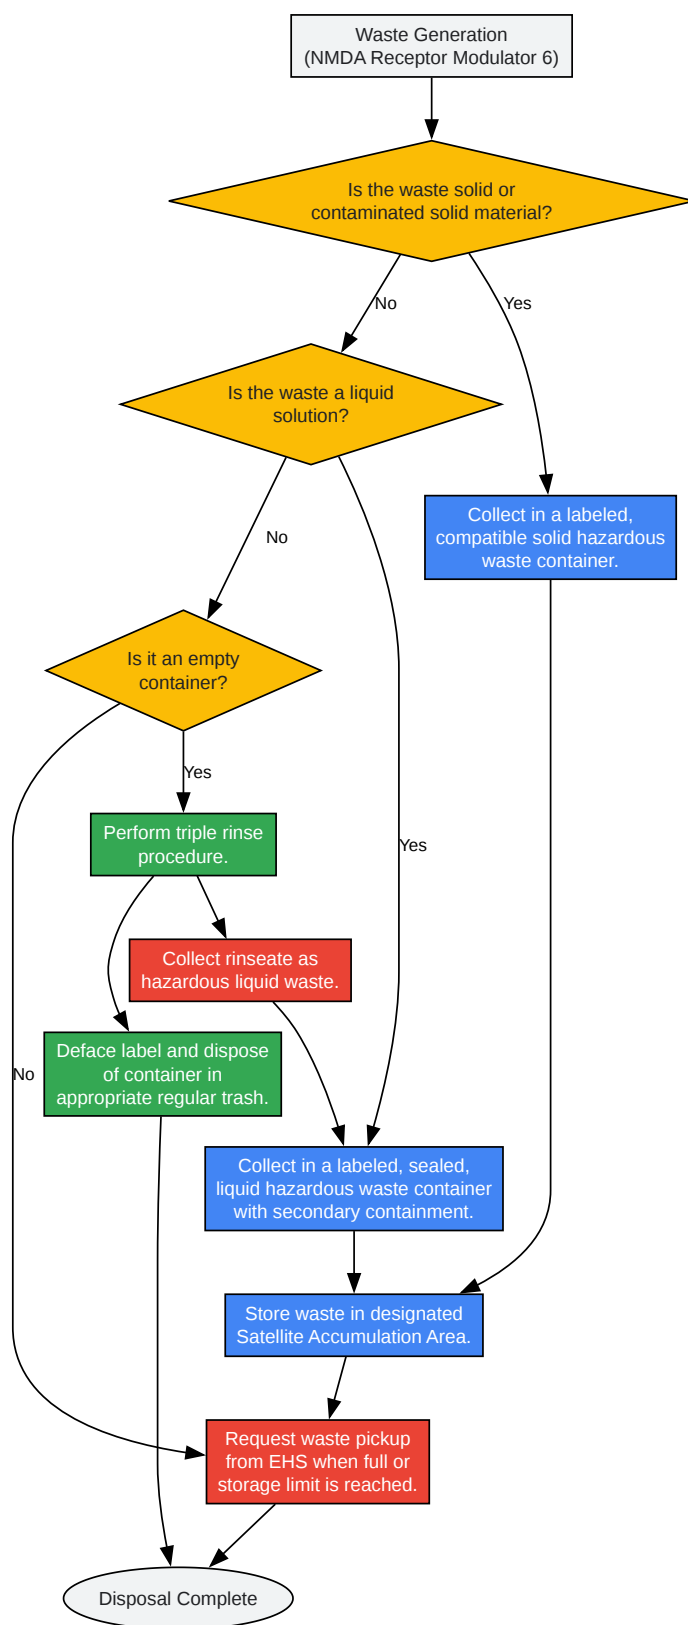 Waste Generation
(NMDA Receptor Modulator 6)
Is the waste solid or
contaminated solid material?
No
Yes
Is the waste a liquid
solution?
Collect in a labeled,
compatible solid hazardous
waste container.
No
Is it an empty
container?
Yes
Perform triple rinse
procedure.
Yes
Collect rinseate as
hazardous liquid waste.
Deface label and dispose
of container in
appropriate regular trash.
No
Collect in a labeled, sealed,
liquid hazardous waste container
with secondary containment.
Store waste in designated
Satellite Accumulation Area.
Request waste pickup
from EHS when full or
storage limit is reached.
Disposal Complete